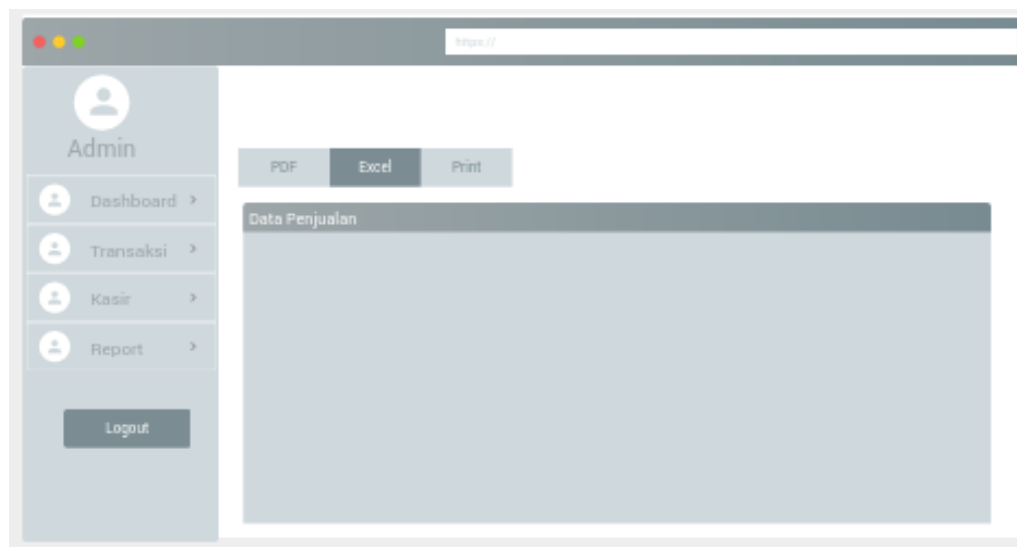 https://
Admin
Dashboard
Transaksi
Kasir
Report
Logout
PDF Excel Print
Data Penjualan